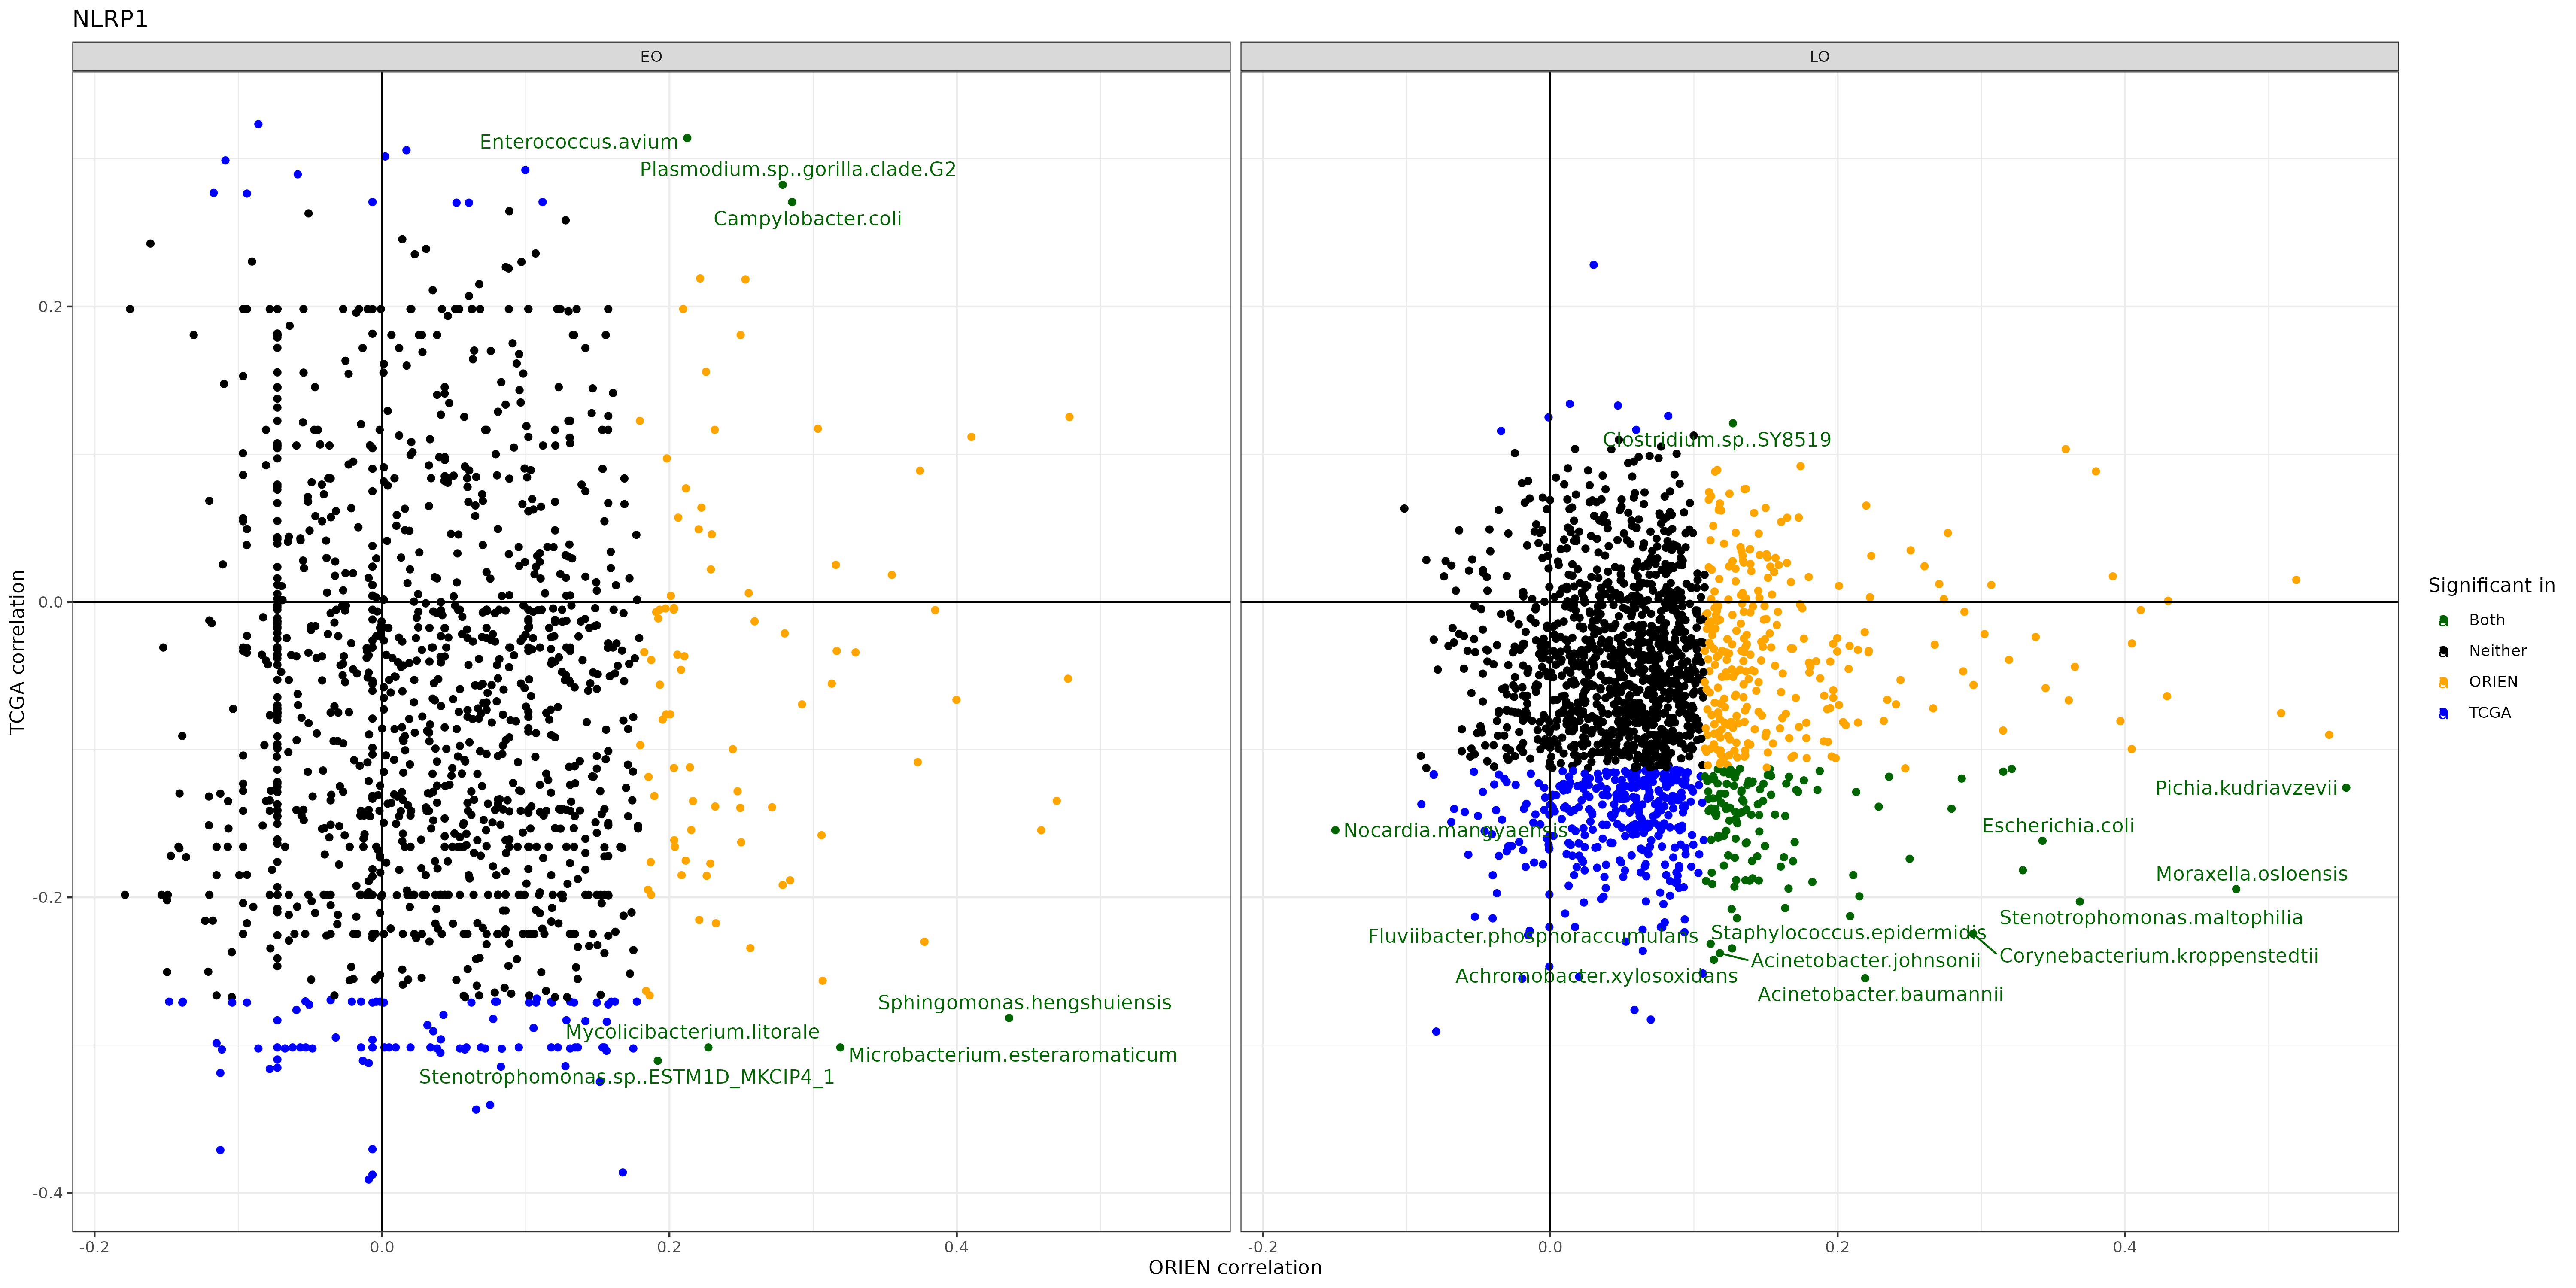 NLRP1
EO
LO
Enterococcus.avium
Plasmodium.sp..gorilla.clade.G2
Campylobacter.coli
Sphingomonas.hengshuiensis
Mycolicibacterium.litorale
Microbacterium.esteraromaticum
Stenotrophomonas.sp..ESTM1D_MKCIP4_1
Clostridium.sp..SY8519
Pichia.kudriavzevii
Nocardia.mangyaensis
Escherichia.coli
Moraxella.osloensis
Stenotrophomonas.maltophilia
Fluviibacter.phosphoraccumulans
Staphylococcus.epidermidis
Corynebacterium.kroppenstedtii
Acinetobacter.johnsonii
Achromobacter.xylosoxidans
Acinetobacter.baumannii
0.2
0.0
-0.2
-0.4
TCGA correlation
-0.2
0.0
0.2
0.4
-0.2
0.0
0.2
0.4
ORIEN correlation
Significant in
a Both
a Neither
a ORIEN
a TCGA